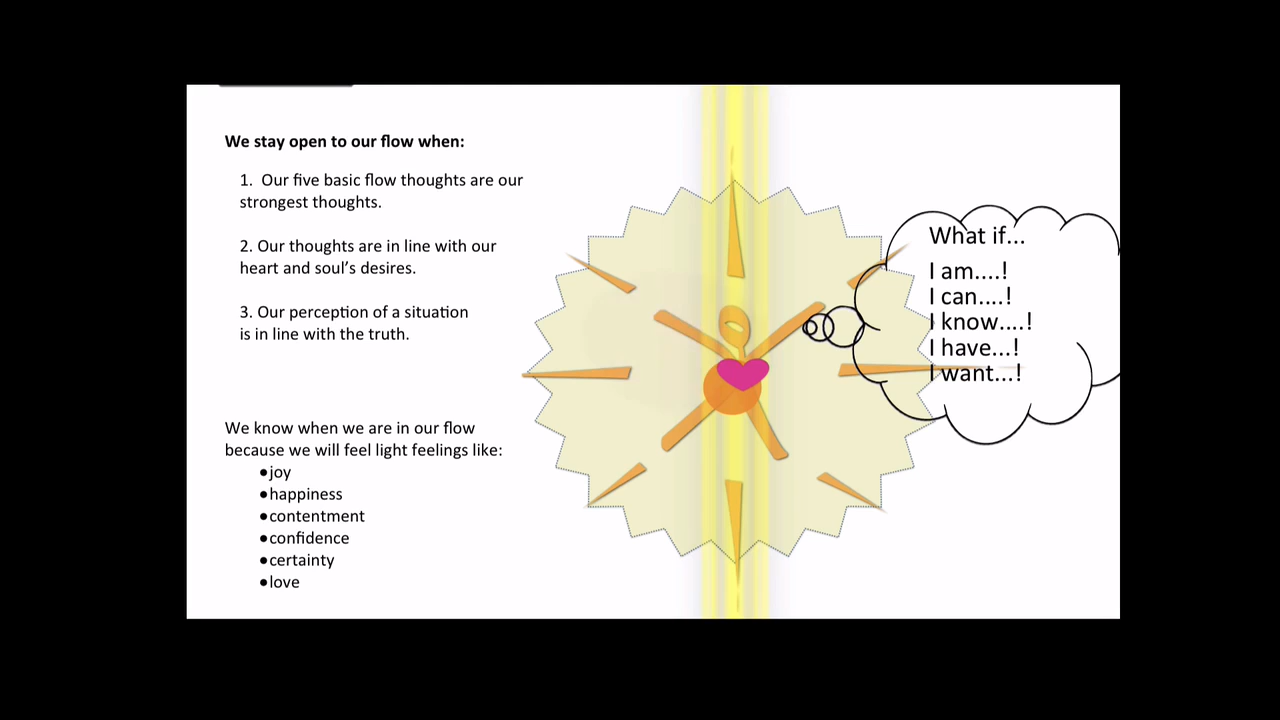 We stay open to our flow when:
1. Our five basic flow thoughts are our
strongest thoughts.
2. Our thoughts are in line with our
heart and soul's desires.
3. Our perception of a situation
is in line with the truth.
We know when we are in our flow
because we will feel light feelings like:
●joy
●happiness
●contentment
●confidence
●certainty
●love
What if...
I am....!
I can....!
I know....!
I have...!
I want...!